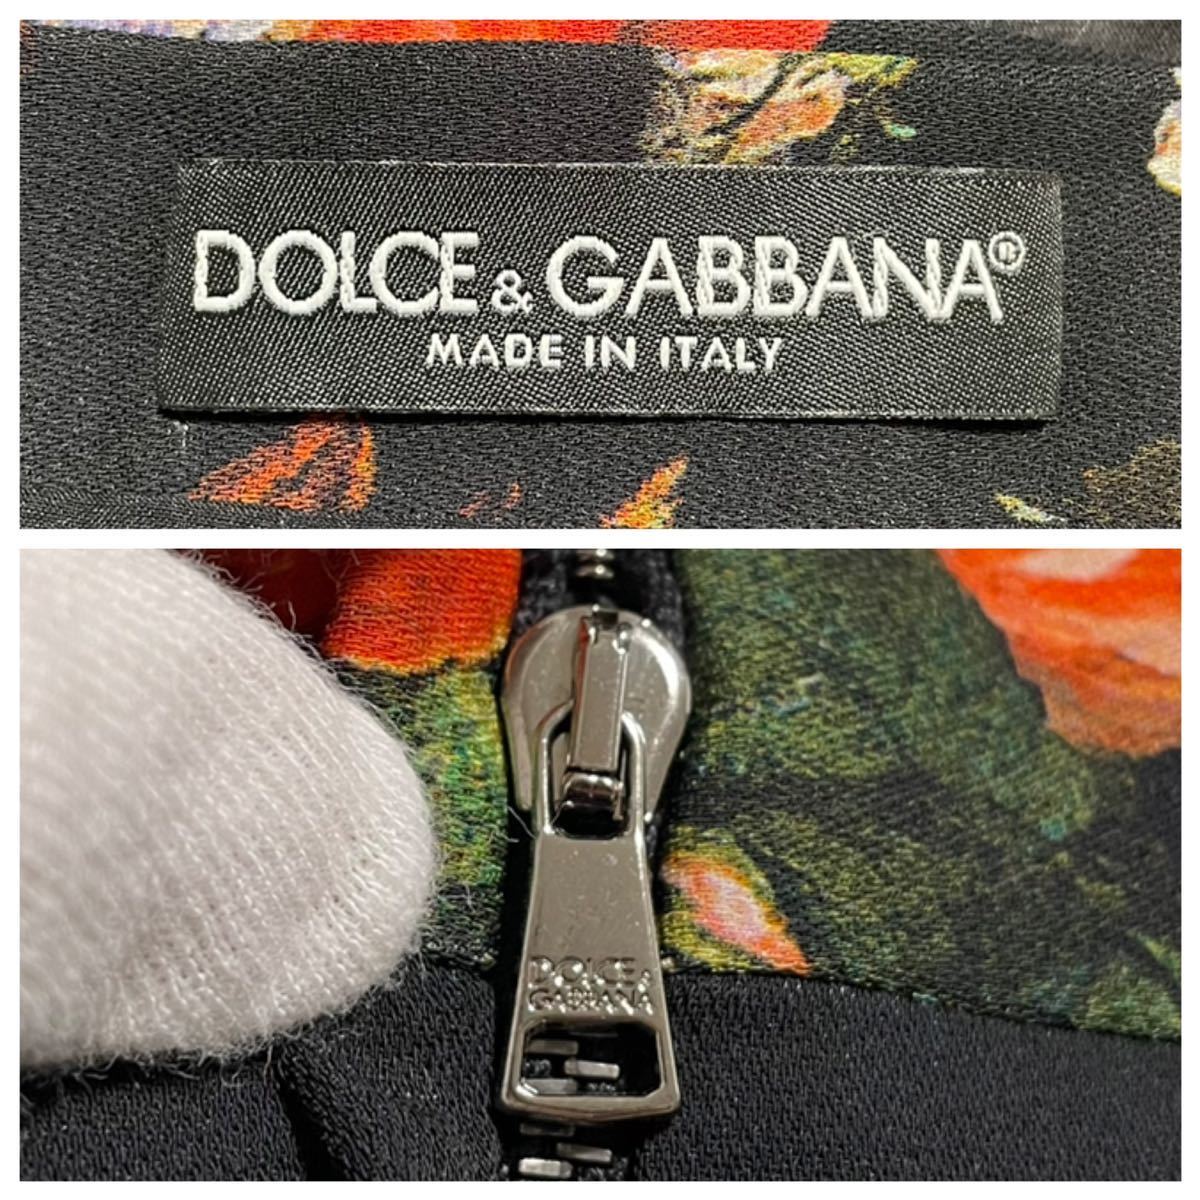 DOLCE & GABBANA®
MADE IN ITALY
DOLCE &
GABBANA